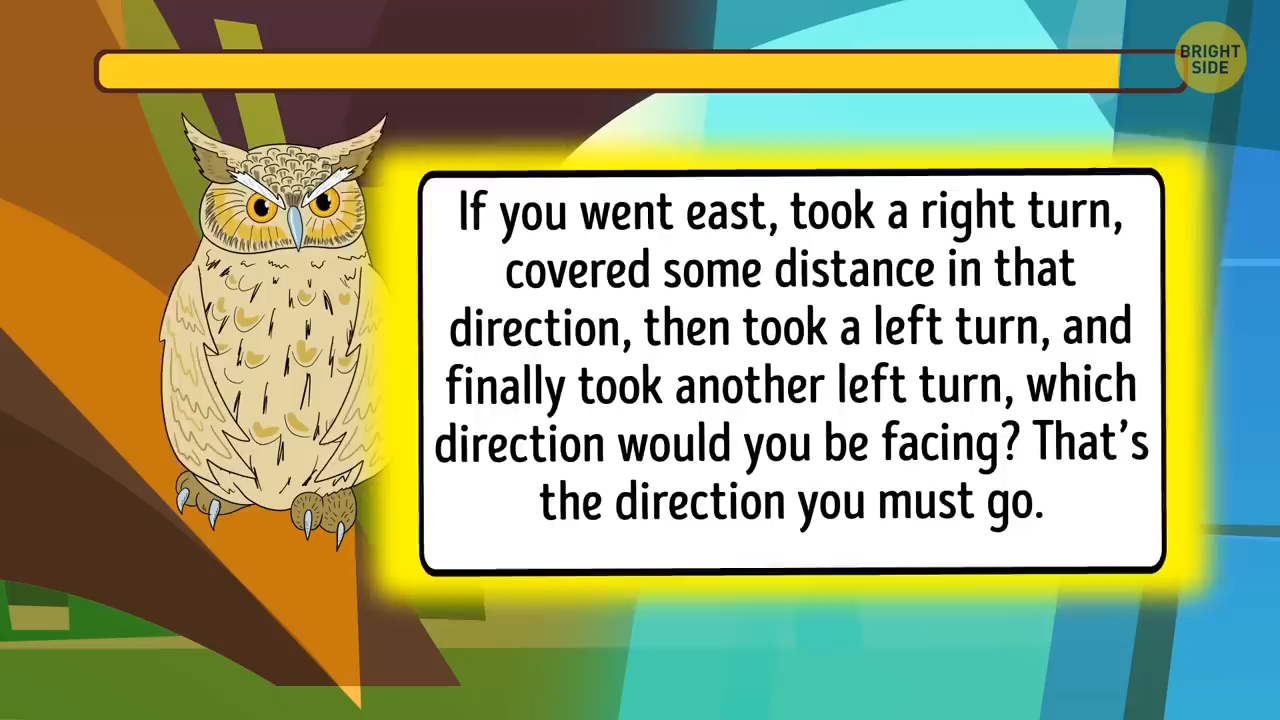 BRIGHT
SIDE
If you went east, took a right turn,
covered some distance in that
direction, then took a left turn, and
finally took another left turn, which
direction would you be facing? That's
the direction you must go.